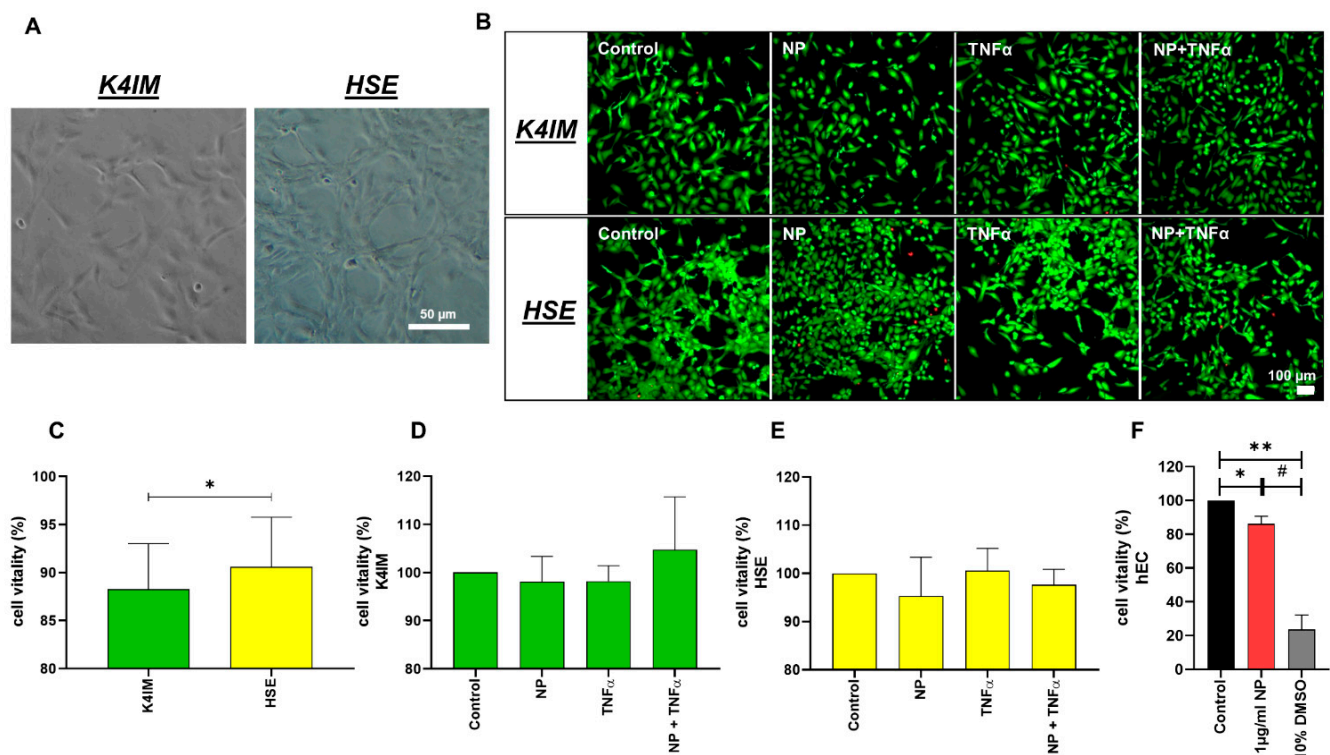 A
K4IM
HSE
50 µm
B
K4IM
Control
NP
TNFα
NP+TNFα
HSE
Control
NP
TNFα
NP+TNFα
100 µm
C
cell vitality (%)
100
95
90
85
80
*
K4IM
HSE
D
cell vitality (%)
K4IM
120
110
100
90
80
Control
NP
TNFα
NP + TNFα
E
cell vitality (%)
HSE
120
110
100
90
80
Control
NP
TNFα
NP + TNFα
F
cell vitality (%)
hEC
120
100
80
60
40
20
0
**
*
#
Control
1µg/ml NP
10% DMSO